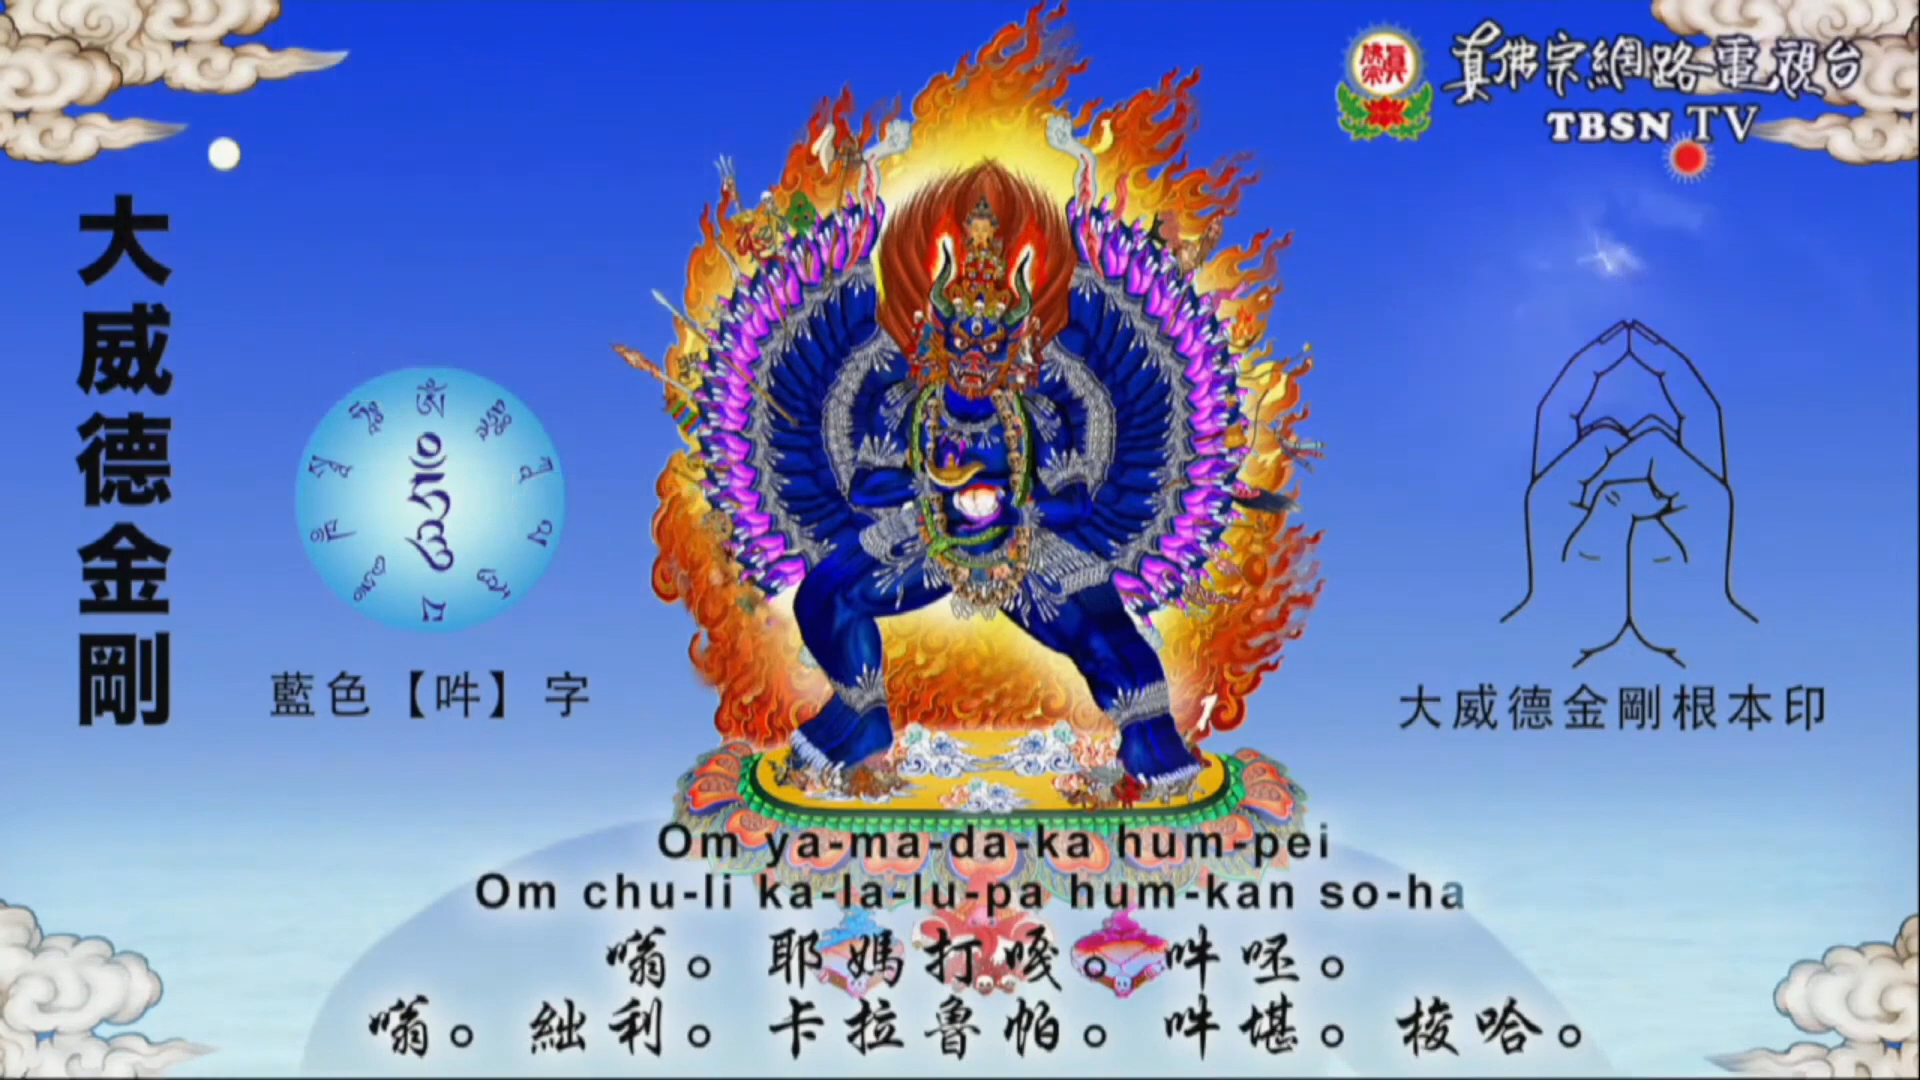 真佛宗網路電視台
TBSN TV
大威德金剛
藍色【吽】字
大威德金剛根本印
Om ya-ma-da-ka hum-pei
Om chu-li ka-la-lu-pa hum-kan so-ha
嗡。耶媽打嘎。吽呸。
嗡。絀利。卡拉魯帕。吽堪。梭哈。